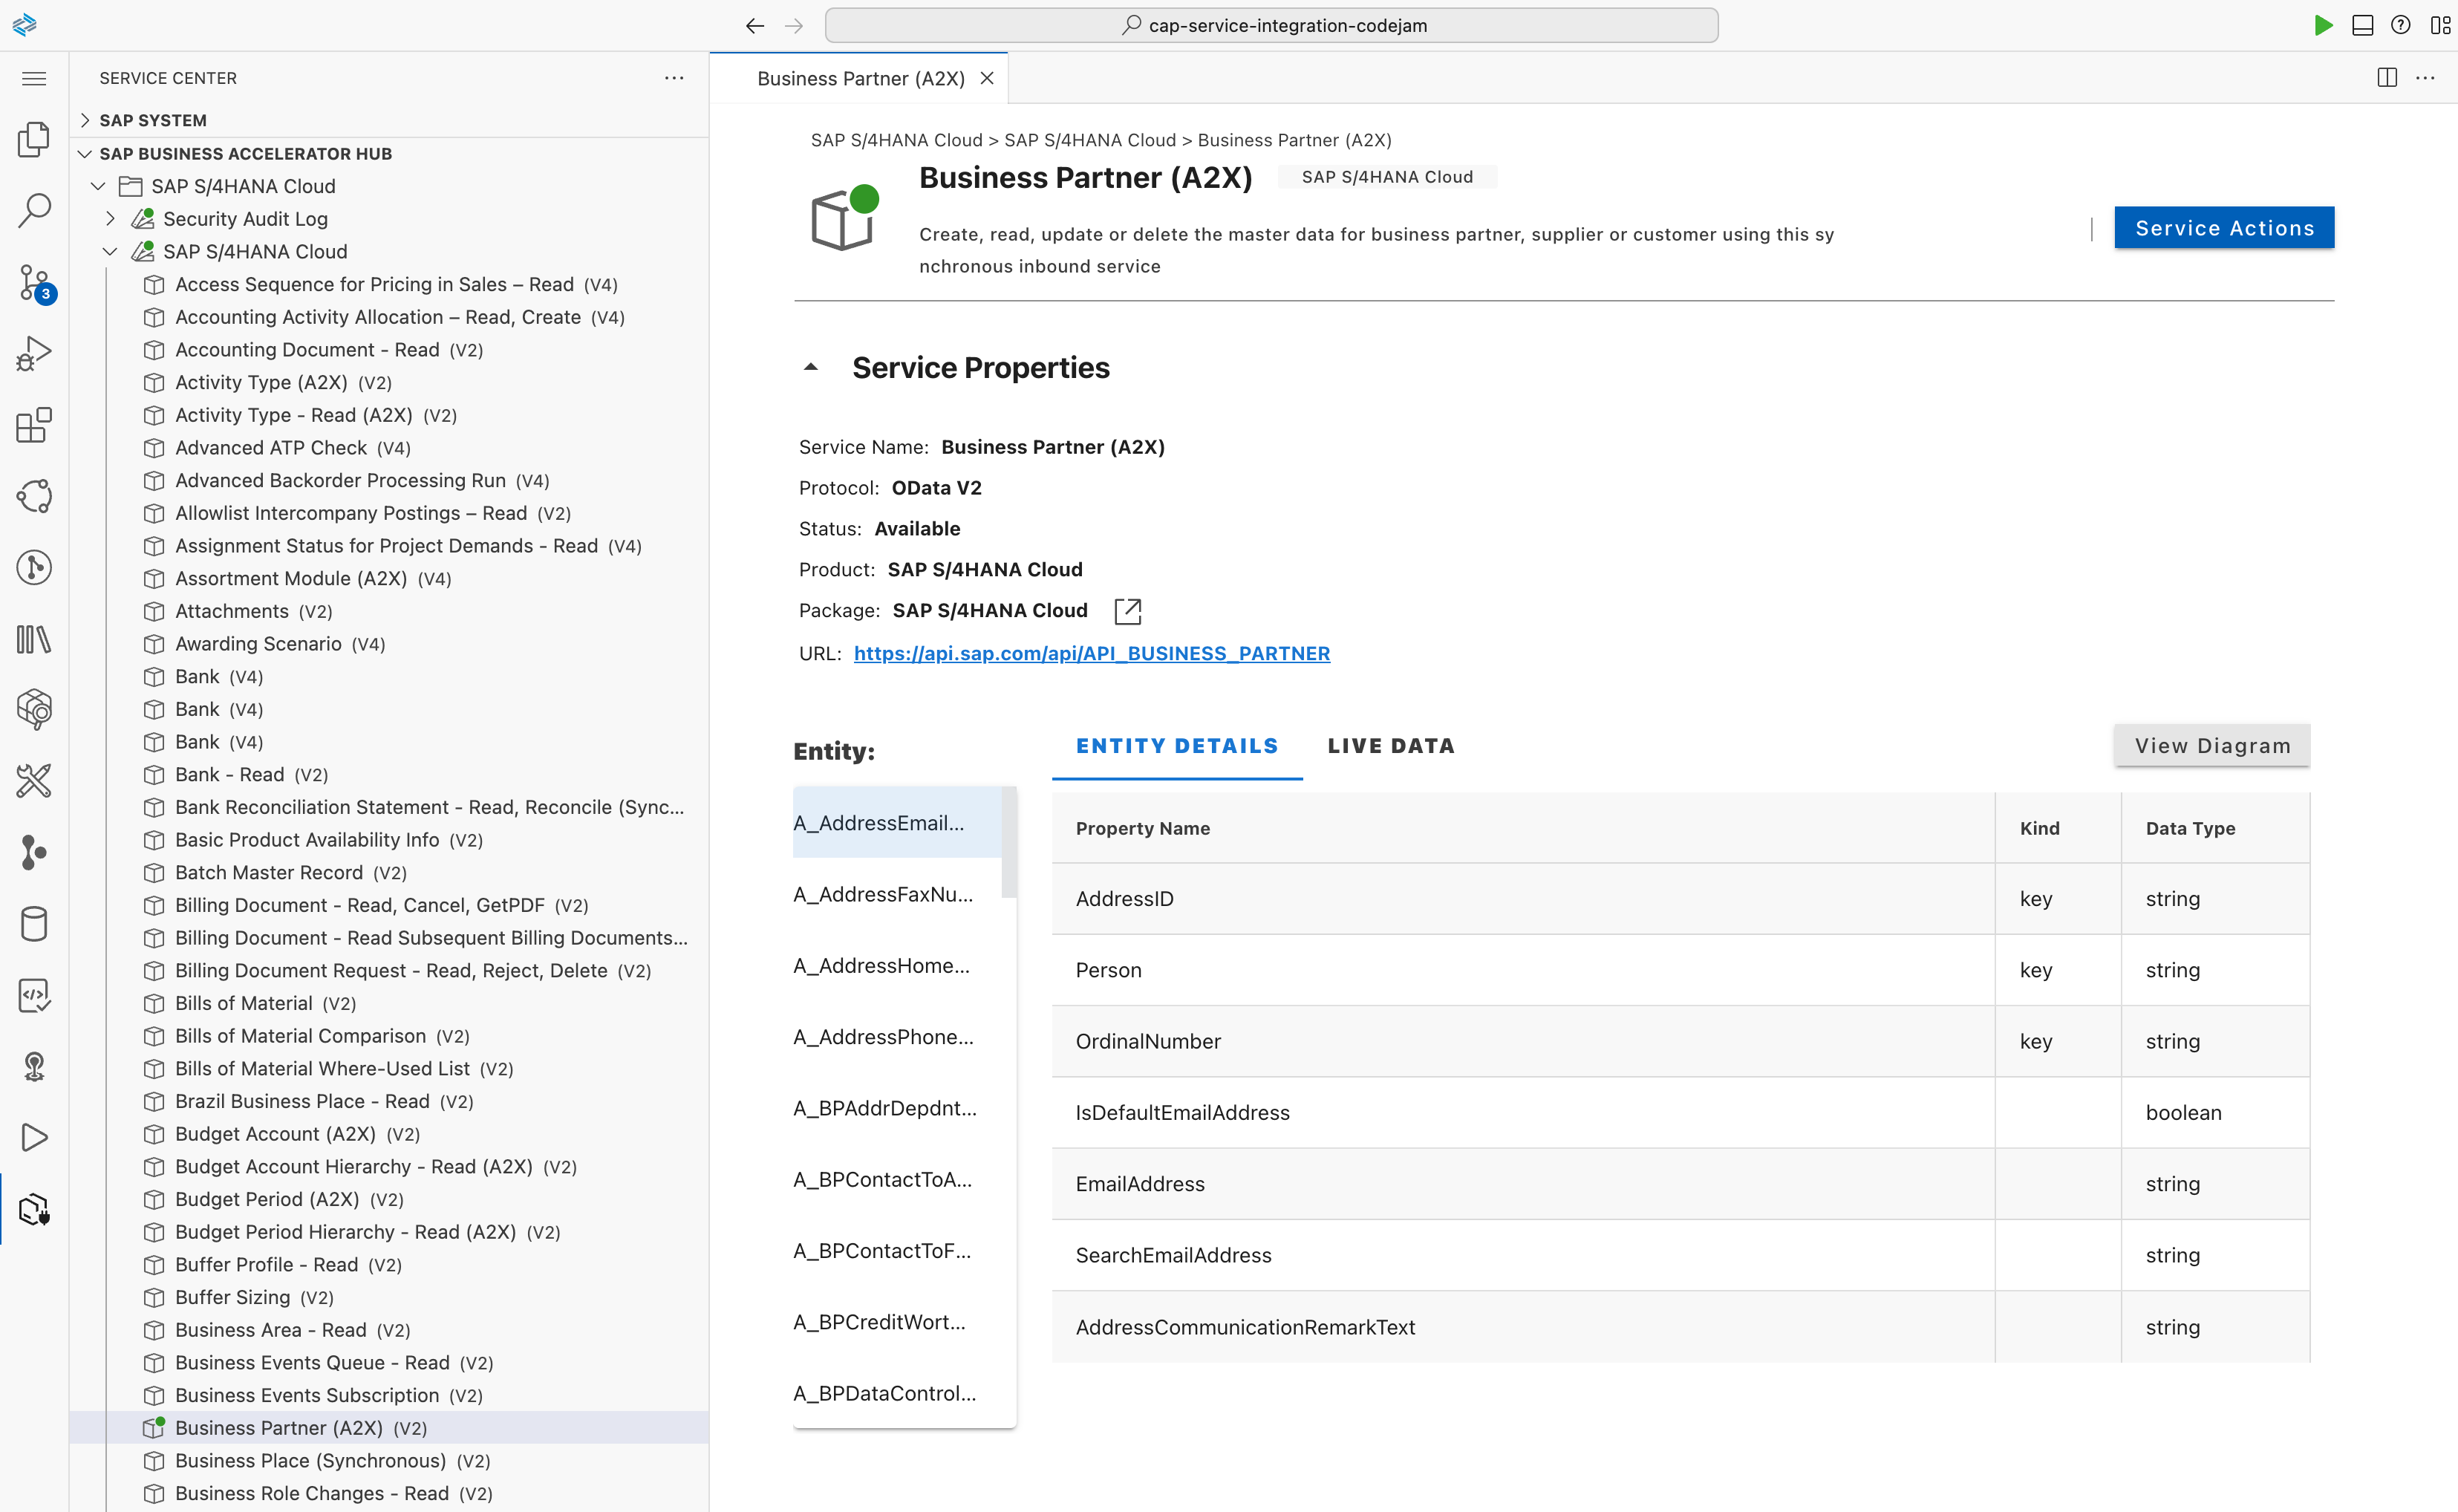 cap-service-integration-codejam
SERVICE CENTER
SAP SYSTEM
SAP BUSINESS ACCELERATOR HUB
SAP S/4HANA Cloud
Security Audit Log
SAP S/4HANA Cloud
Access Sequence for Pricing in Sales – Read (V4)
Accounting Activity Allocation – Read, Create (V4)
Accounting Document - Read (V2)
Activity Type (A2X) (V2)
Activity Type - Read (A2X) (V2)
Advanced ATP Check (V4)
Advanced Backorder Processing Run (V4)
Allowlist Intercompany Postings – Read (V2)
Assignment Status for Project Demands - Read (V4)
Assortment Module (A2X) (V4)
Attachments (V2)
Awarding Scenario (V4)
Bank (V4)
Bank (V4)
Bank (V4)
Bank - Read (V2)
Bank Reconciliation Statement - Read, Reconcile (Sync...
Basic Product Availability Info (V2)
Batch Master Record (V2)
Billing Document - Read, Cancel, GetPDF (V2)
Billing Document - Read Subsequent Billing Documents...
Billing Document Request - Read, Reject, Delete (V2)
Bills of Material (V2)
Bills of Material Comparison (V2)
Bills of Material Where-Used List (V2)
Brazil Business Place - Read (V2)
Budget Account (A2X) (V2)
Budget Account Hierarchy - Read (A2X) (V2)
Budget Period (A2X) (V2)
Budget Period Hierarchy - Read (A2X) (V2)
Buffer Profile - Read (V2)
Buffer Sizing (V2)
Business Area - Read (V2)
Business Events Queue - Read (V2)
Business Events Subscription (V2)
Business Partner (A2X) (V2)
Business Place (Synchronous) (V2)
Business Role Changes - Read (V2)
3
Business Partner (A2X)
SAP S/4HANA Cloud > SAP S/4HANA Cloud > Business Partner (A2X)
Business Partner (A2X) SAP S/4HANA Cloud
Create, read, update or delete the master data for business partner, supplier or customer using this sy
nchronous inbound service
Service Actions
Service Properties
Service Name: Business Partner (A2X)
Protocol: OData V2
Status: Available
Product: SAP S/4HANA Cloud
Package: SAP S/4HANA Cloud
URL: https://api.sap.com/api/API_BUSINESS_PARTNER
Entity:
A_AddressEmail...
A_AddressFaxNu...
A_AddressHome...
A_AddressPhone...
A_BPAddrDepdnt...
A_BPContactToA...
A_BPContactToF...
A_BPCreditWort...
A_BPDataControl...
ENTITY DETAILS LIVE DATA
View Diagram
Property Name Kind Data Type
AddressID key string
Person key string
OrdinalNumber key string
IsDefaultEmailAddress boolean
EmailAddress string
SearchEmailAddress string
AddressCommunicationRemarkText string